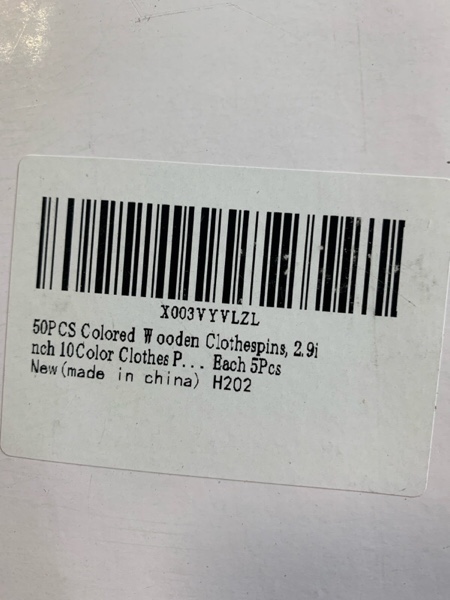 X003VYVLZL
50PCS Colored Wooden Clothespins, 2.9i
nch 10Color Clothes P... Each 5Pcs
New(made in china) H202